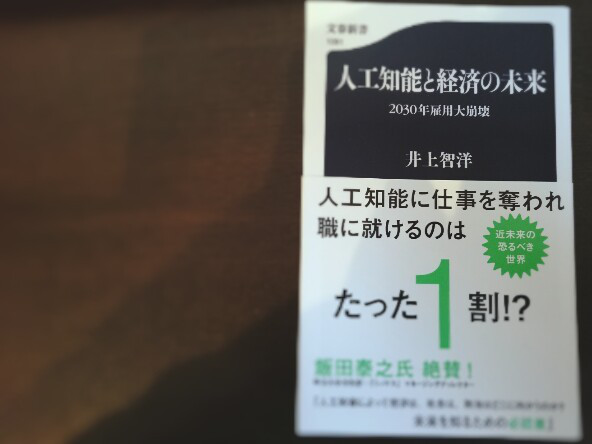 文春新書
人工知能と経済の未来
2030年雇用大崩壊
井上智洋
人工知能に仕事を奪われ
職に就けるのは
近未来の
恐るべき
世界
たった1割!?
飯田泰之氏 絶賛!